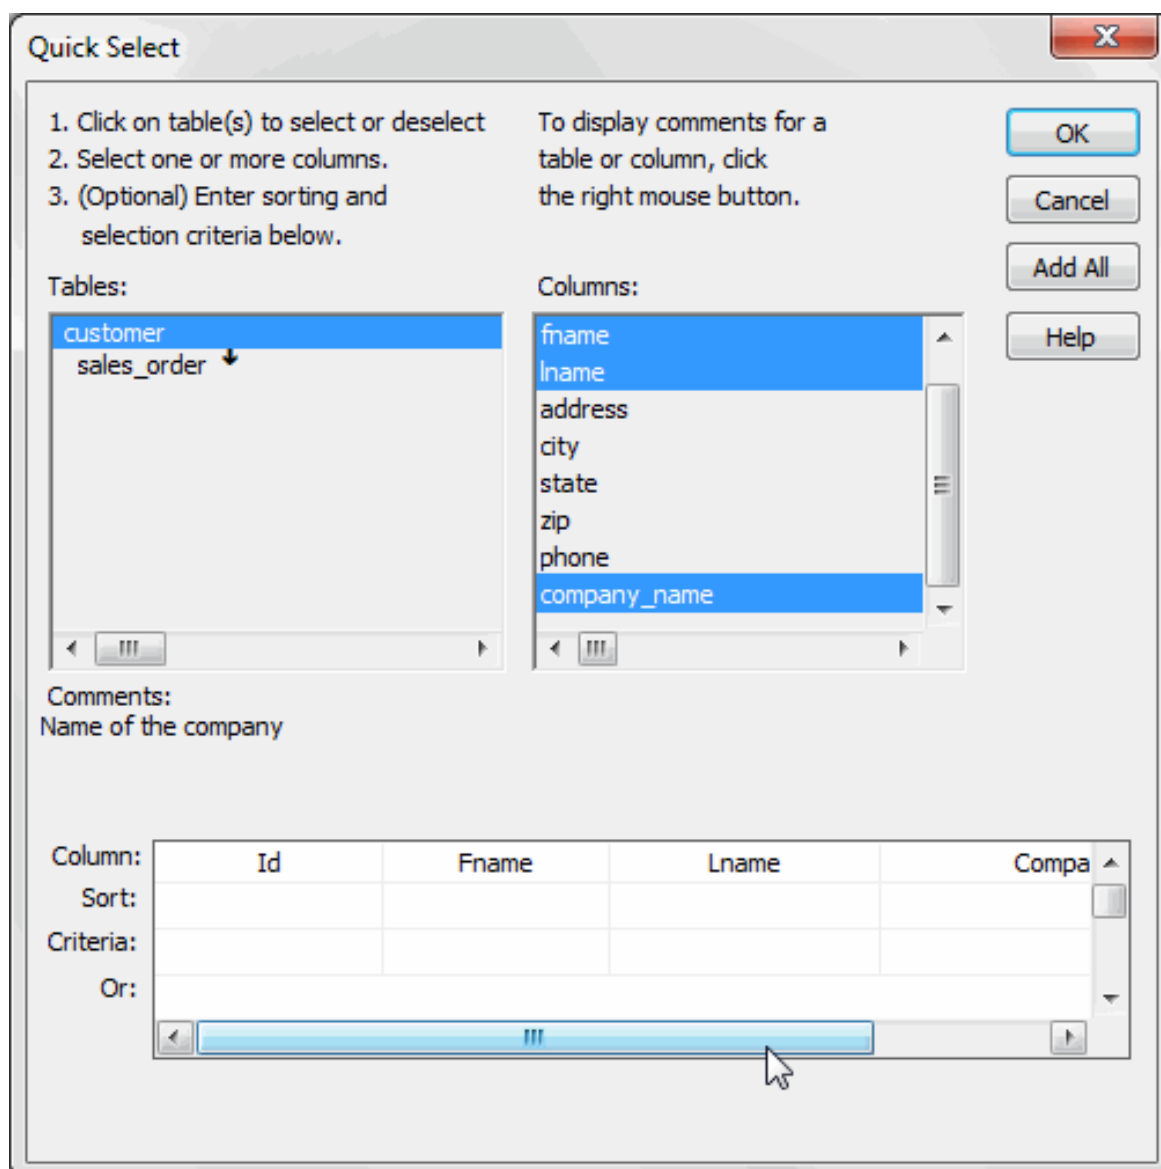 Quick Select
1. Click on table(s) to select or deselect
2. Select one or more columns.
3. (Optional) Enter sorting and
selection criteria below.
To display comments for a
table or column, click
the right mouse button.
OK
Cancel
Add All
Help
Tables:
customer
sales_order
Columns:
fname
lname
address
city
state
zip
phone
company_name
Comments:
Name of the company
Column: Id Fname Lname Compa
Sort:
Criteria:
Or: